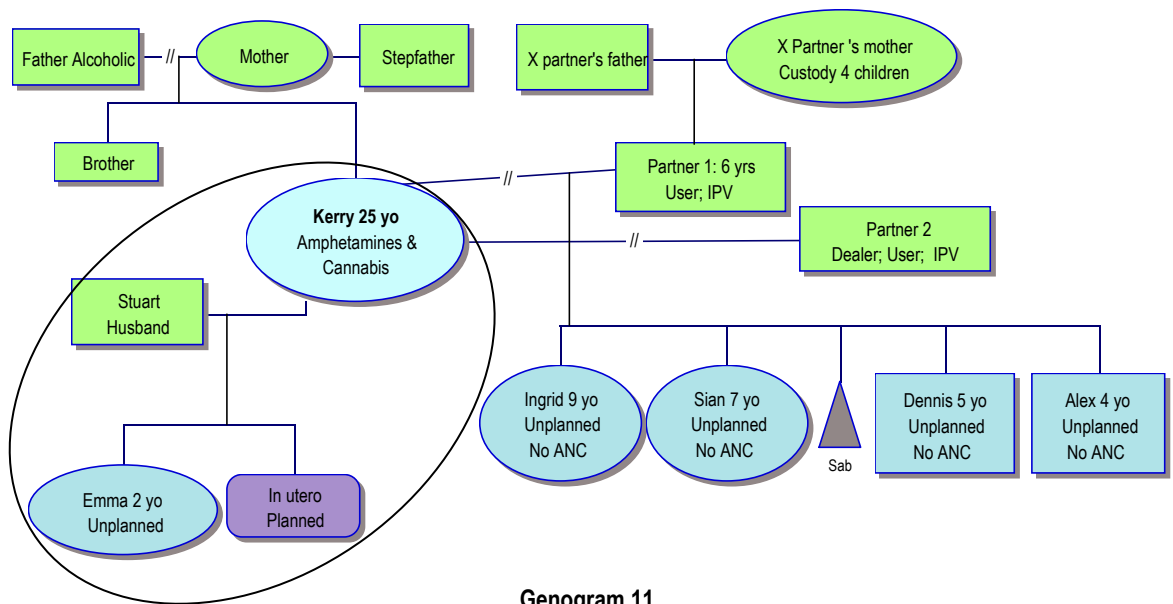 Father Alcoholic
//
Mother
Stepfather
X partner's father
X Partner 's mother
Custody 4 children
Brother
Partner 1: 6 yrs
User; IPV
//
Kerry 25 yo
Amphetamines &
Cannabis
Partner 2
Dealer; User; IPV
//
Stuart
Husband
Ingrid 9 yo
Unplanned
No ANC
Sian 7 yo
Unplanned
No ANC
Sab
Dennis 5 yo
Unplanned
No ANC
Alex 4 yo
Unplanned
No ANC
Emma 2 yo
Unplanned
In utero
Planned
Genogram 11